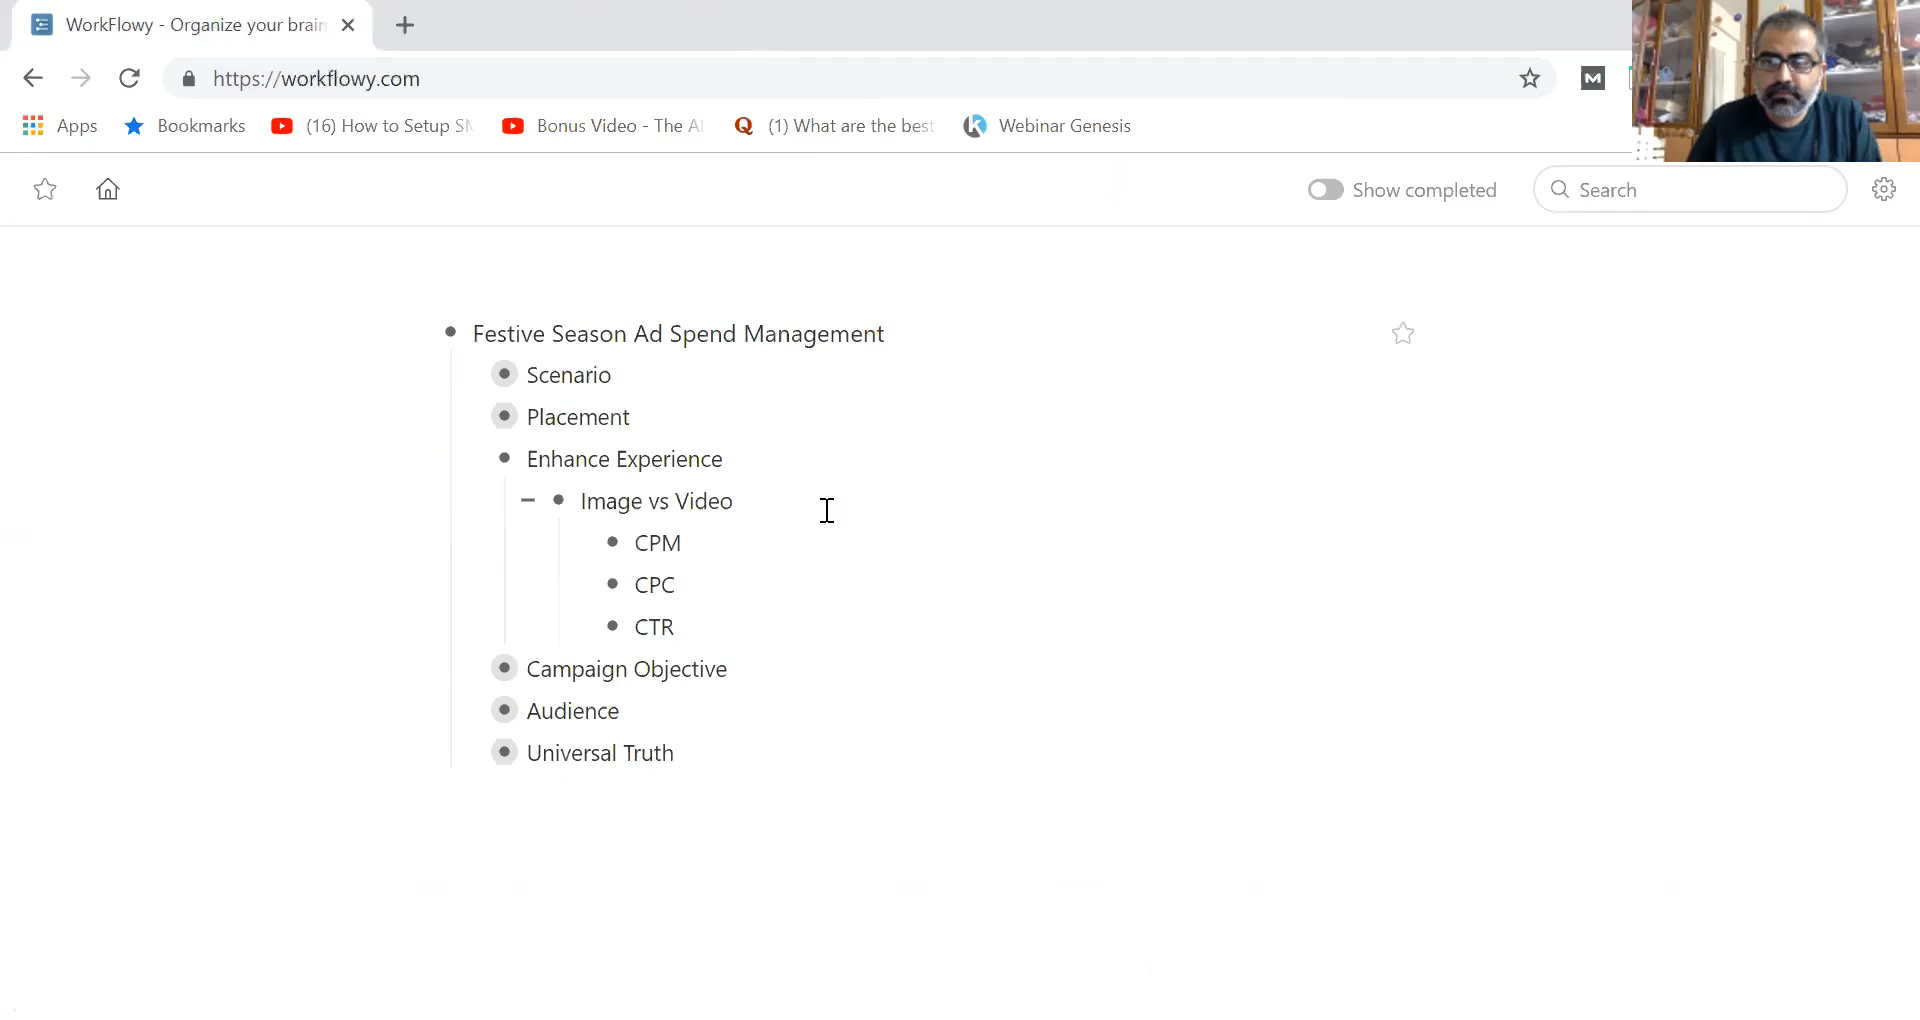 WorkFlowy - Organize your brain
https://workflowy.com
Apps
Bookmarks
(16) How to Setup SM
Bonus Video - The A
(1) What are the best
Webinar Genesis
Show completed
Search
Festive Season Ad Spend Management
Scenario
Placement
Enhance Experience
Image vs Video
CPM
CPC
CTR
Campaign Objective
Audience
Universal Truth